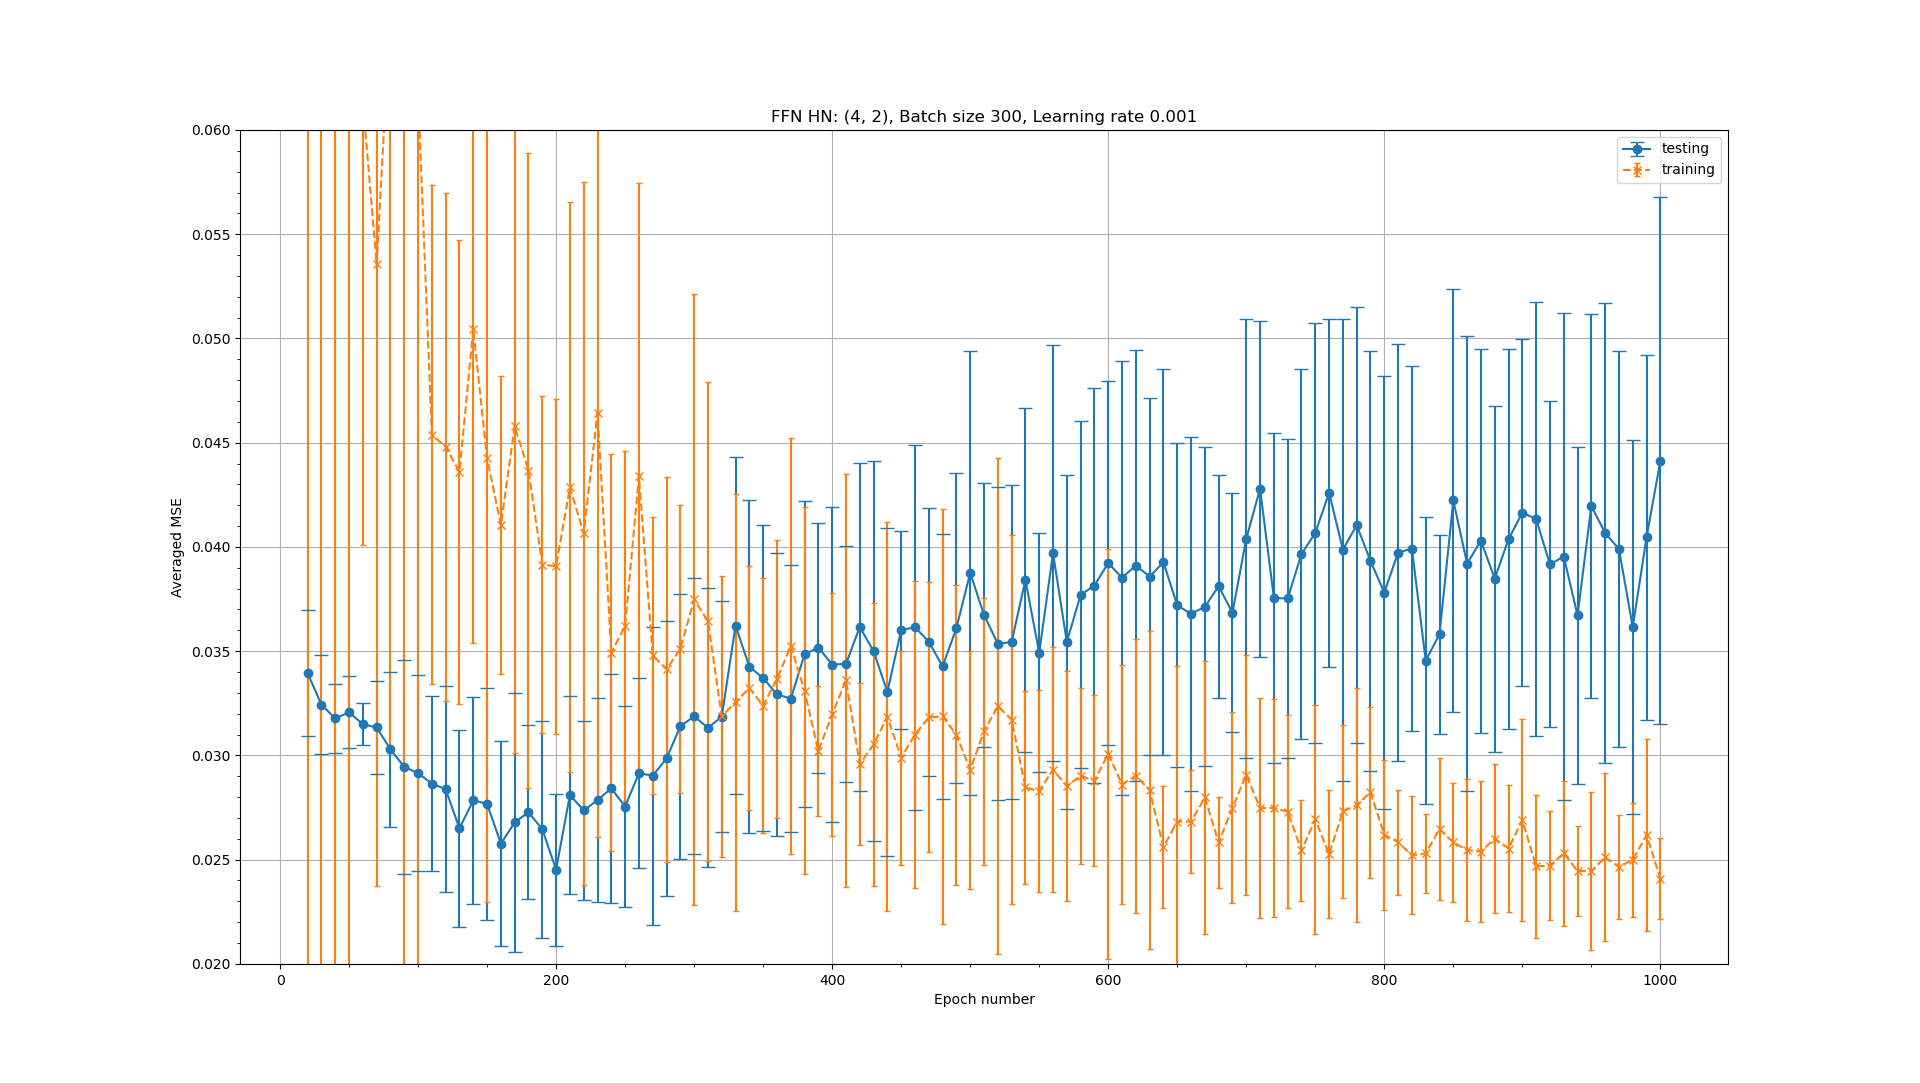 FFN HN: (4, 2), Batch size 300, Learning rate 0.001
testing
training
Averaged MSE
0.060
0.055
0.050
0.045
0.040
0.035
0.030
0.025
0.020
0 200 400 600 800 1000
Epoch number